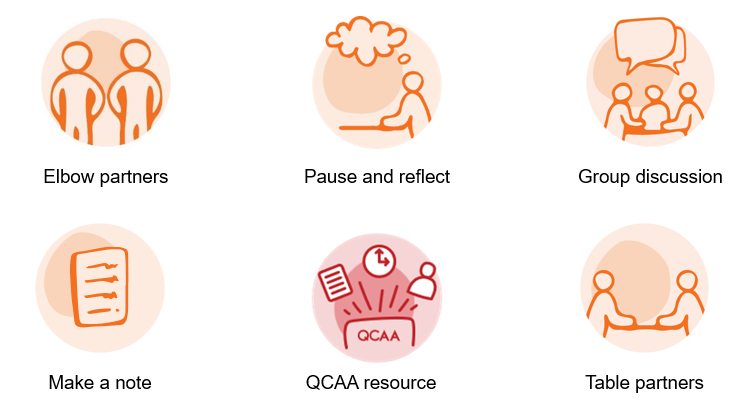 Elbow partners
Pause and reflect
Group discussion
Make a note
QCAA
QCAA resource
Table partners